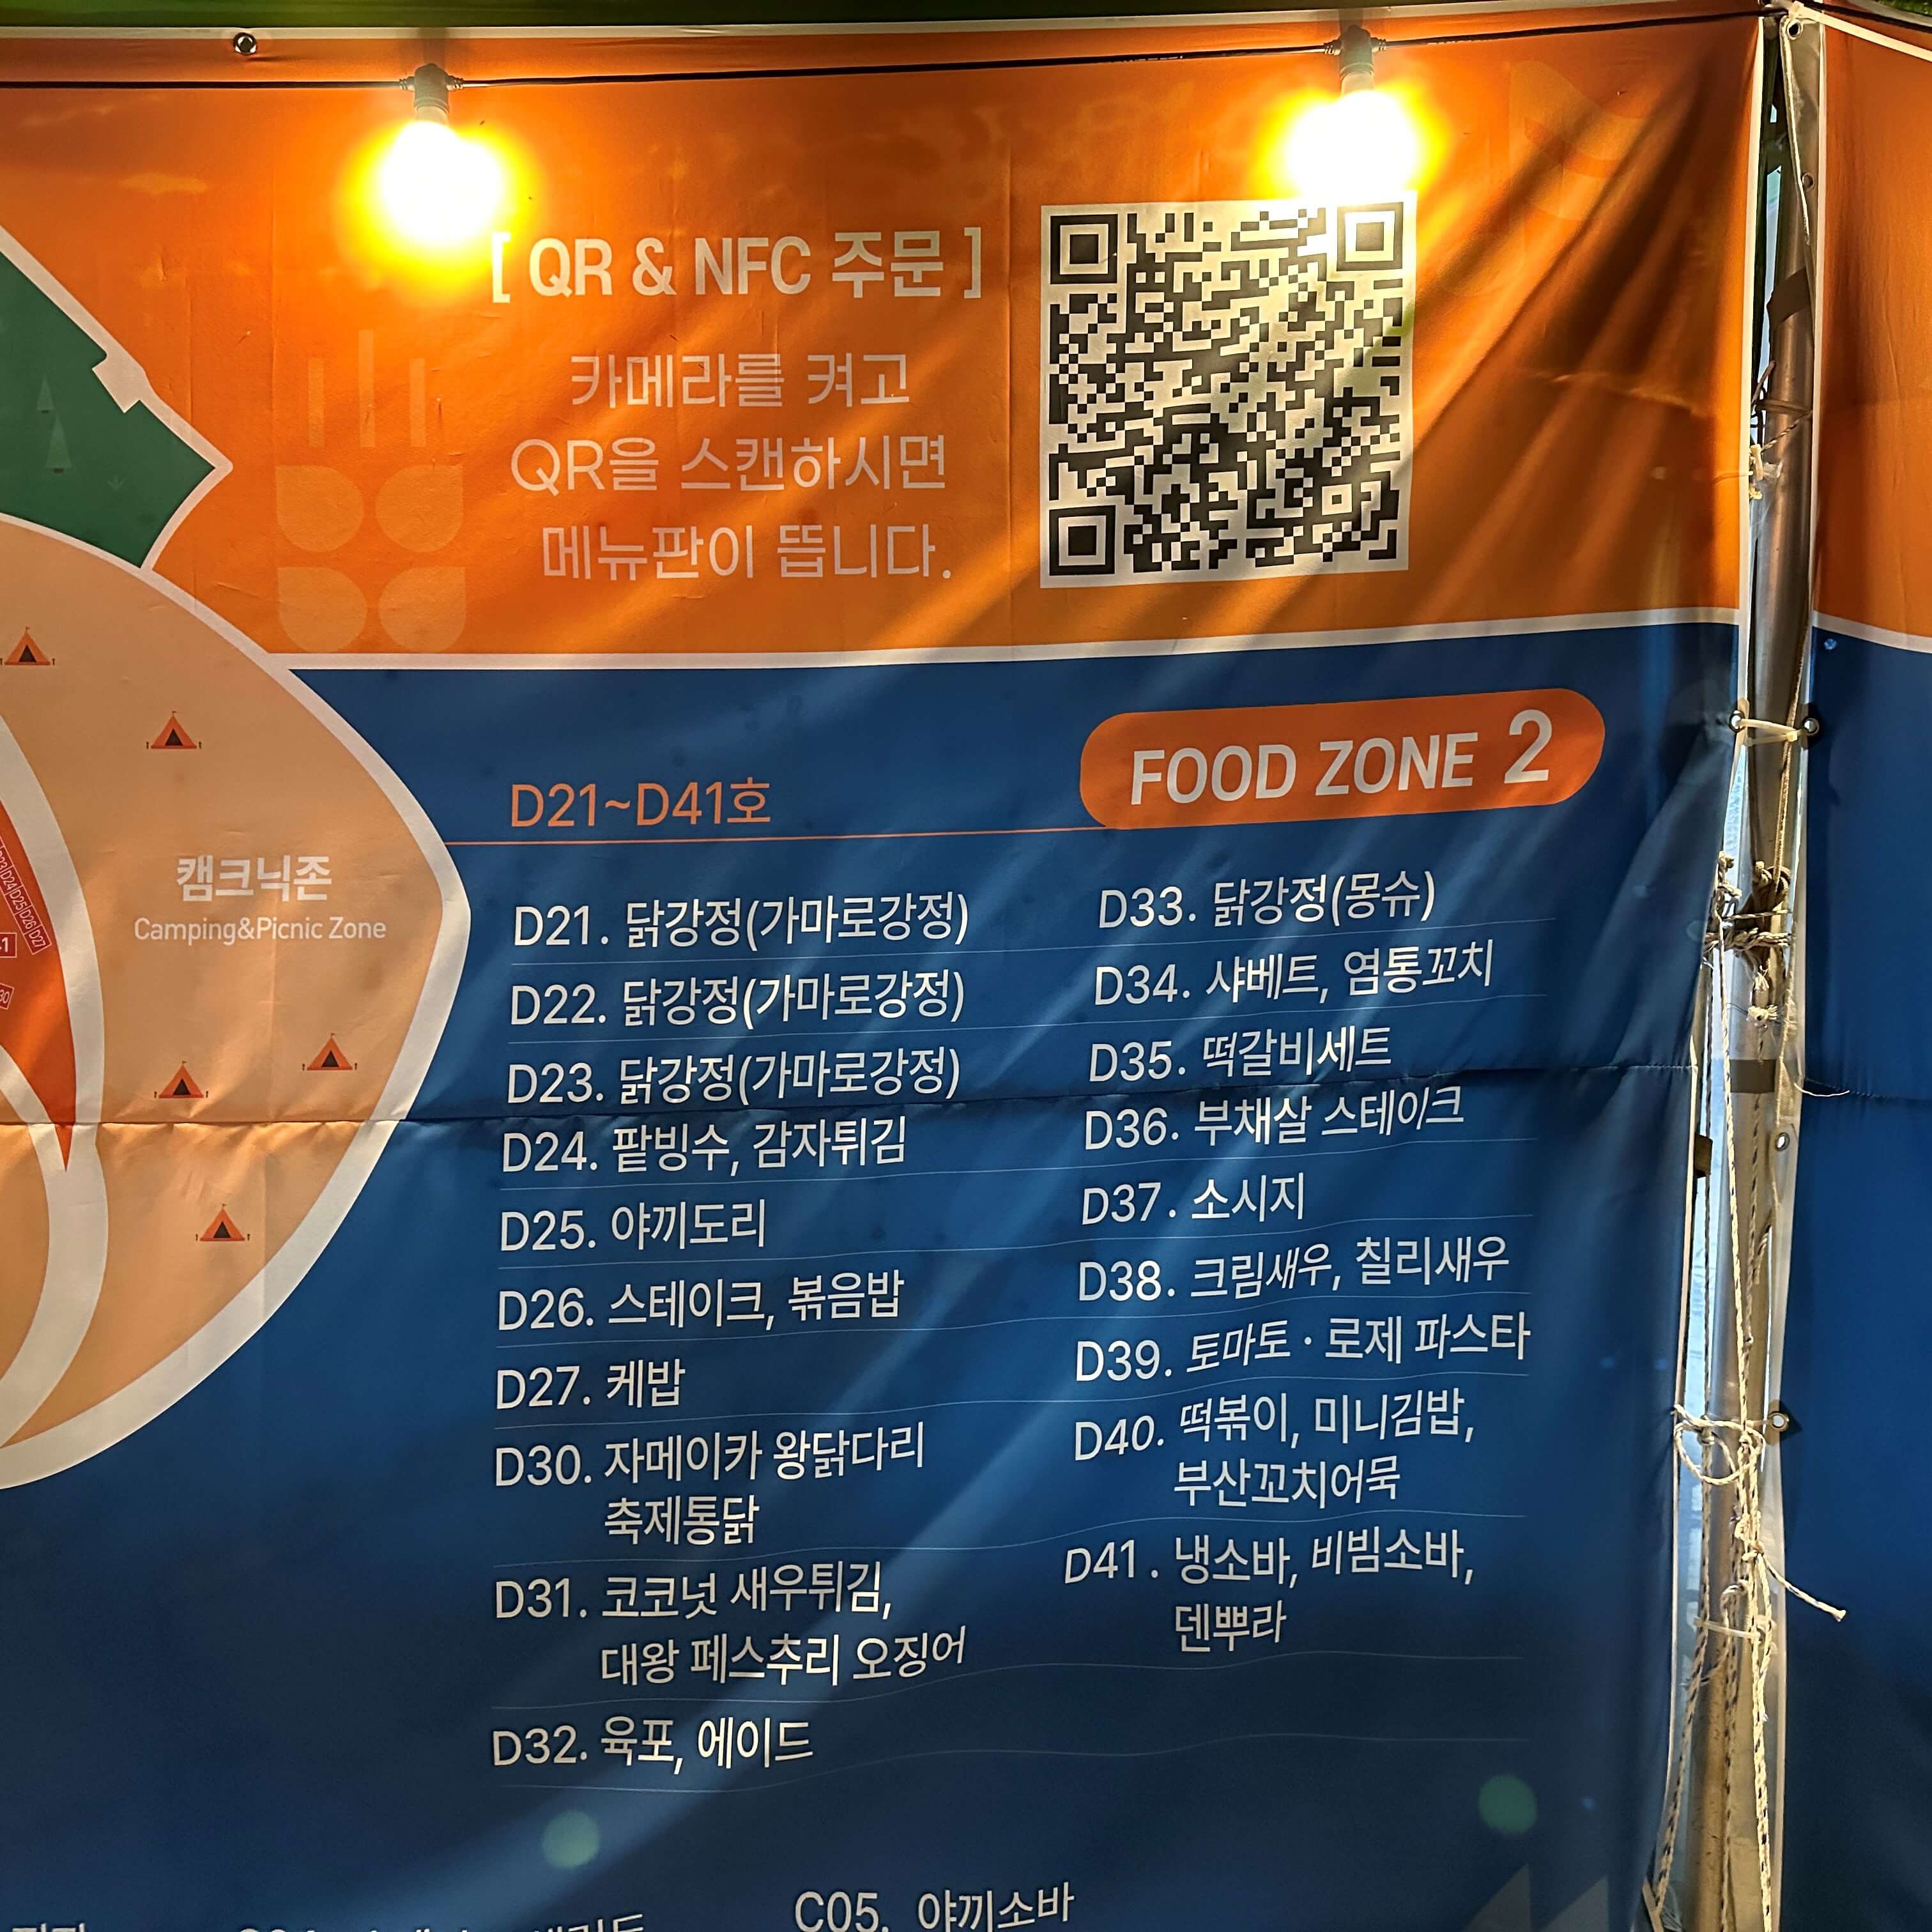 [ QR & NFC 주문 ]
카메라를 켜고
QR을 스캔하시면
메뉴판이 뜹니다.
FOOD ZONE 2
D21~D41호
캠크닉존
Camping&Picnic Zone
D21. 닭강정(가마로강정)
D22. 닭강정(가마로강정)
D23. 닭강정(가마로강정)
D24. 팥빙수, 감자튀김
D25. 야끼도리
D26. 스테이크, 볶음밥
D27. 케밥
D30. 자메이카 왕닭다리
축제통닭
D31. 코코넛 새우튀김,
대왕 페스추리 오징어
D32. 육포, 에이드
D33. 닭강정(몽슈)
D34. 샤베트, 염통꼬치
D35. 떡갈비세트
D36. 부채살 스테이크
D37. 소시지
D38. 크림새우, 칠리새우
D39. 토마토 · 로제 파스타
D40. 떡볶이, 미니김밥,
부산꼬치어묵
D41. 냉소바, 비빔소바,
덴뿌라
C05. 야끼소바